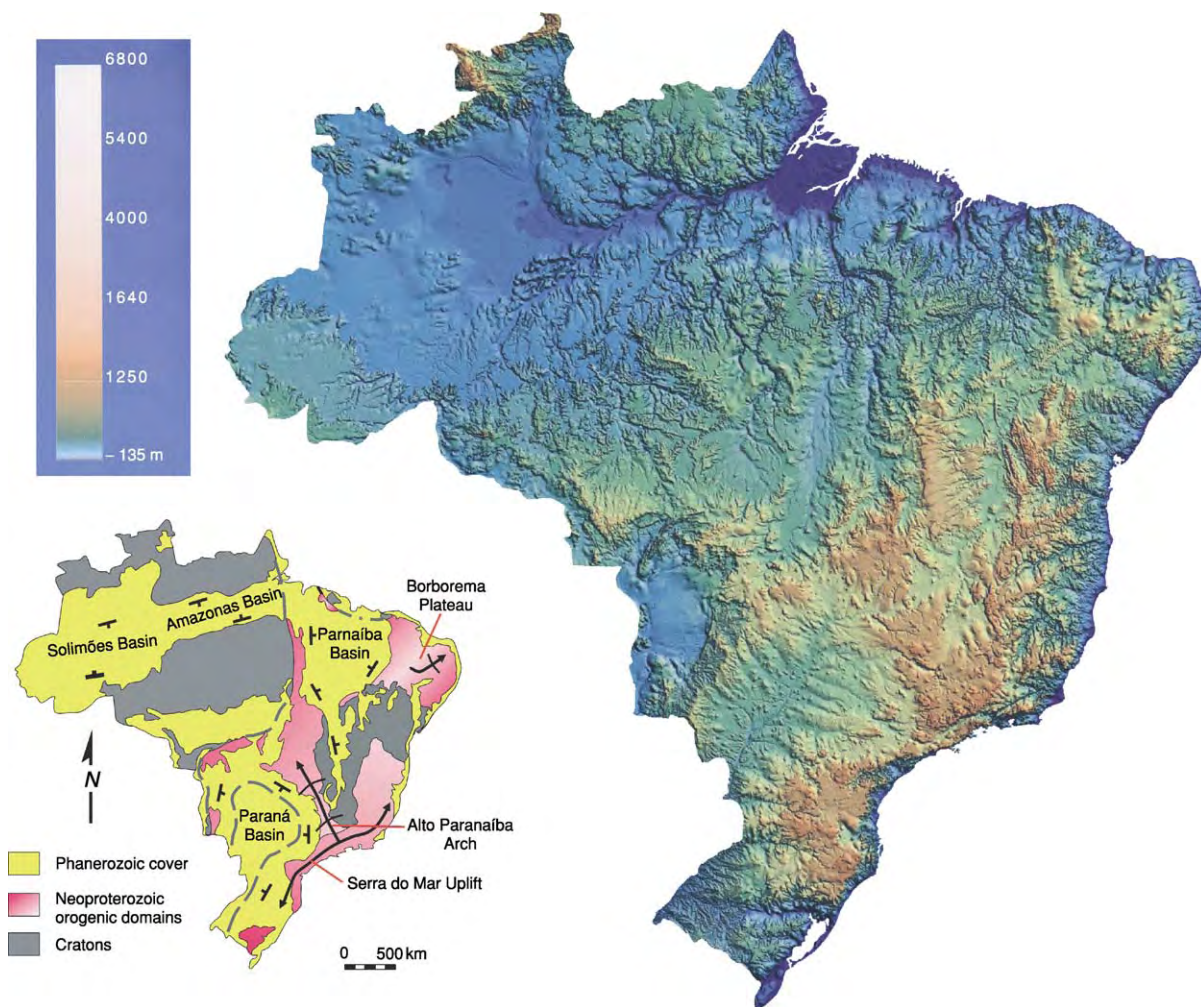 6800
5400
4000
1640
1250
– 135 m
Borborema
Plateau
Amazonas Basin
Solimões Basin
Parnaíba
Basin
N
Paraná
Basin
Alto Paranaíba
Arch
Serra do Mar Uplift
Phanerozoic cover
Neoproterozoic
orogenic domains
Cratons
0 500 km